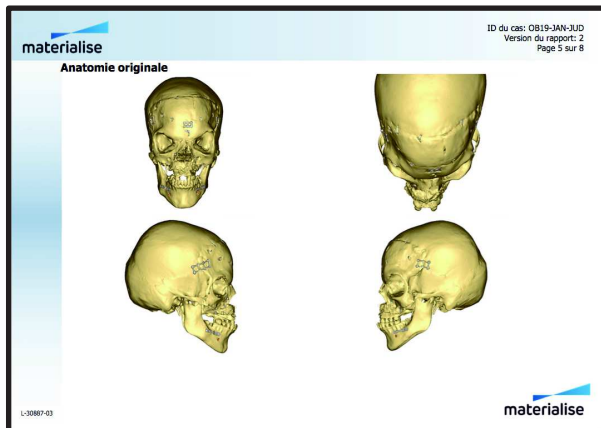 materialise
ID du cas: OB19-JAN-JUD
Version du rapport: 2
Page 5 sur 8
Anatomie originale
L-30887-03
materialise